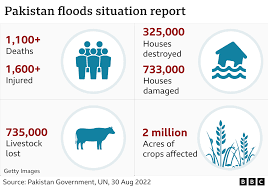 Pakistan floods situation report
1,100+
Deaths
1,600+
Injured
325,000
Houses
destroyed
733,000
Houses
damaged
735,000
Livestock
lost
2 million
Acres of
crops affected
Getty Images
Source: Pakistan Government, UN, 30 Aug 2022
BBC